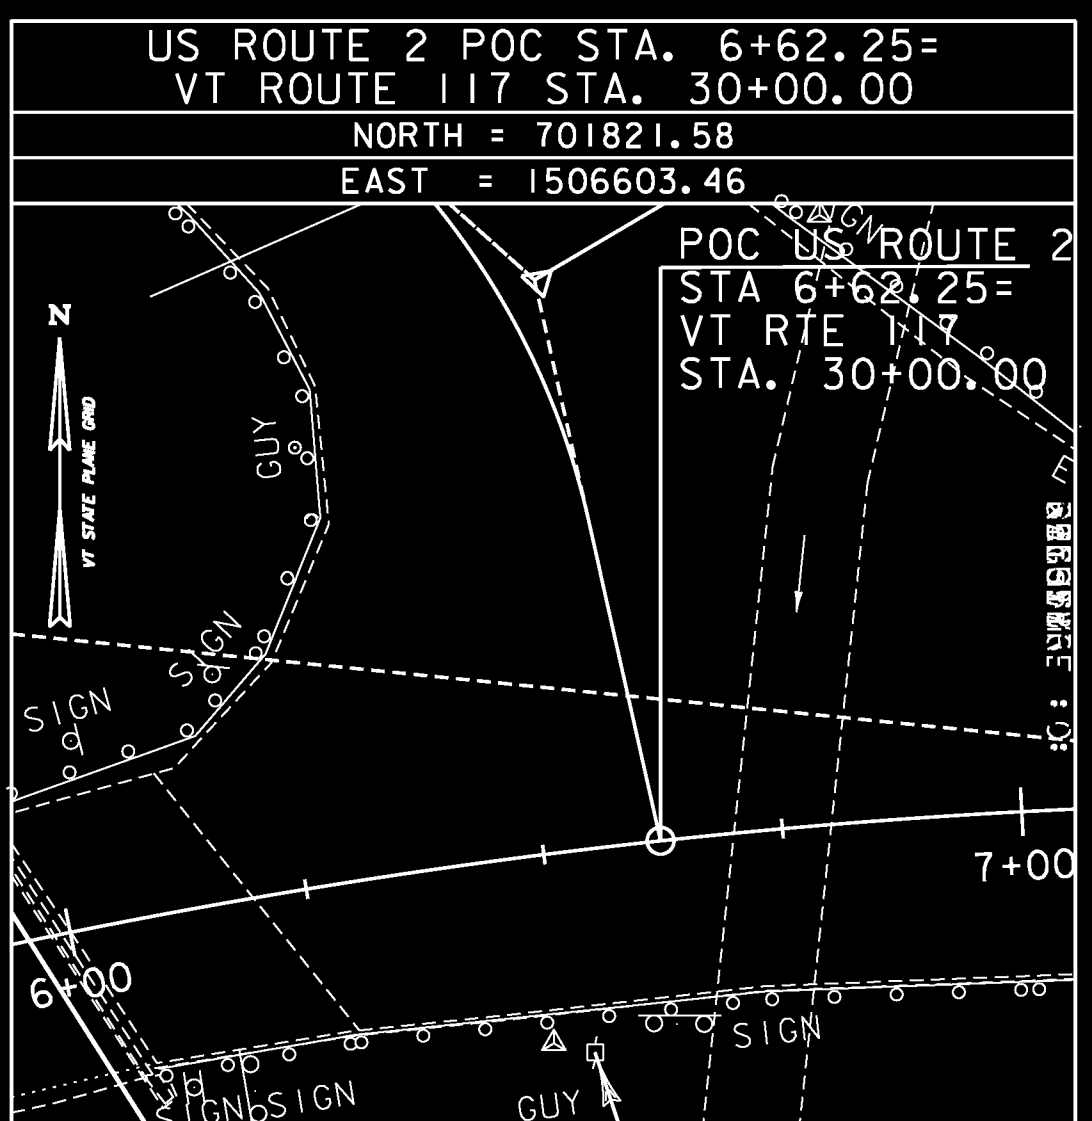 US ROUTE 2 POC STA. 6+62.25=
VT ROUTE 117 STA. 30+00.00
NORTH = 701821.58
EAST = 1506603.46
SIGN
POC US ROUTE 2
STA 6+62.25=
VT RTE 117
STA. 30+00.00
N
VT STATE PLANE GRID
GUY
SIGN
SIGN
7+00
6+00
SIGN
SIGN
SIGN
GUY